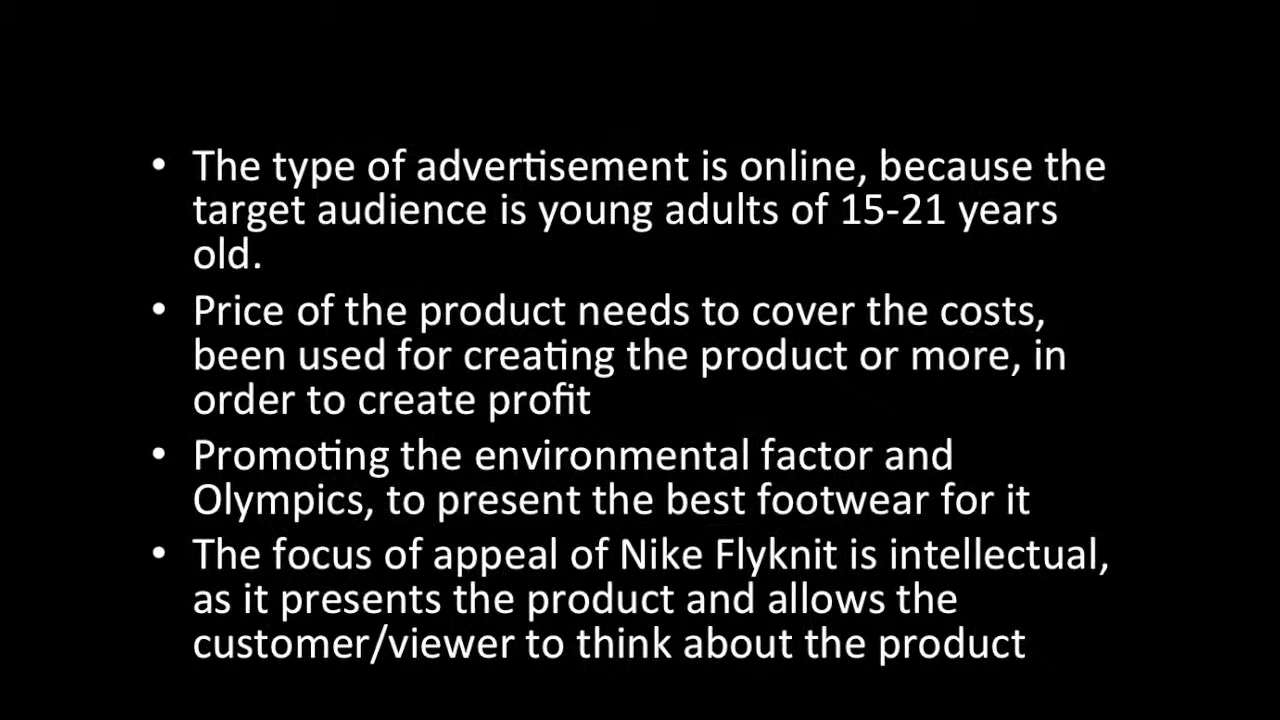 • The type of advertisement is online, because the
target audience is young adults of 15-21 years
old.
• Price of the product needs to cover the costs,
been used for creating the product or more, in
order to create profit
• Promoting the environmental factor and
Olympics, to present the best footwear for it
• The focus of appeal of Nike Flyknit is intellectual,
as it presents the product and allows the
customer/viewer to think about the product